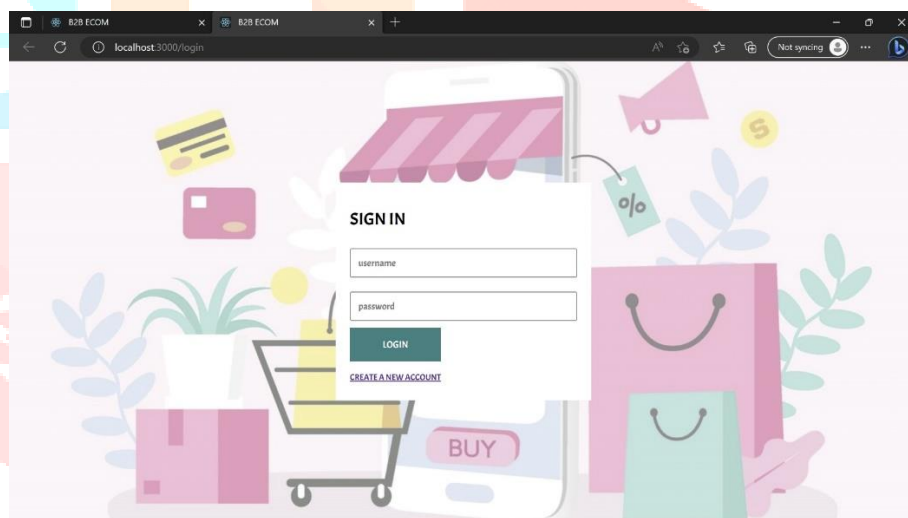 B2B ECOM
B2B ECOM
localhost:3000/login
Not syncing
%
S
SIGN IN
username
password
LOGIN
CREATE A NEW ACCOUNT
BUY